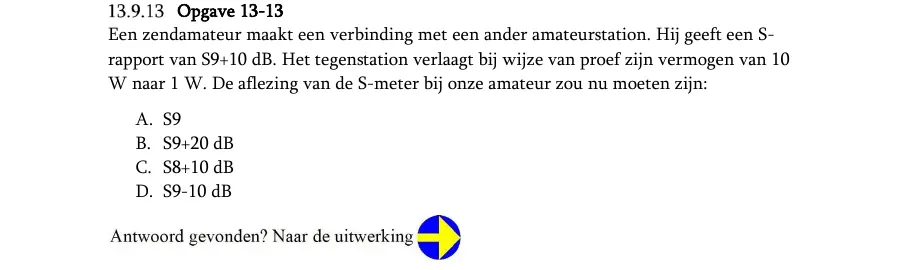 13.9.13 Opgave 13-13
Een zendamateur maakt een verbinding met een ander amateurstation. Hij geeft een S-
rapport van S9+10 dB. Het tegenstation verlaagt bij wijze van proef zijn vermogen van 10
W naar 1 W. De aflezing van de S-meter bij onze amateur zou nu moeten zijn:
A. S9
B. S9+20 dB
C. S8+10 dB
D. S9-10 dB
Antwoord gevonden? Naar de uitwerking